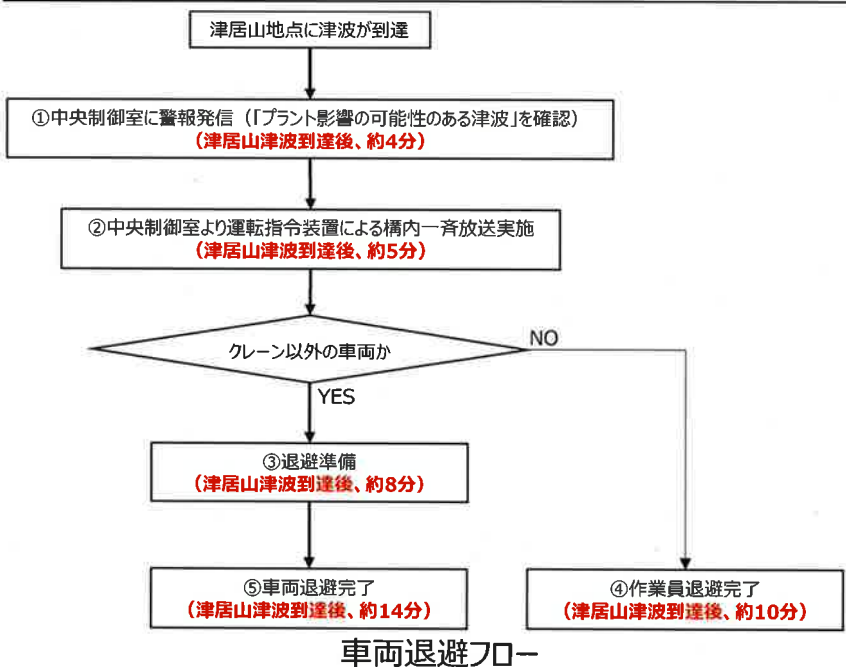 津居山地点に津波が到達
①中央制御室に警報発信（「プラント影響の可能性のある津波」を確認）
（津居山津波到達後、約4分）
②中央制御室より運転指令装置による構内一斉放送実施
（津居山津波到達後、約5分）
クレーン以外の車両か
NO
YES
③退避準備
（津居山津波到達後、約8分）
⑤車両退避完了
（津居山津波到達後、約14分）
④作業員退避完了
（津居山津波到達後、約10分）
車両退避フロー